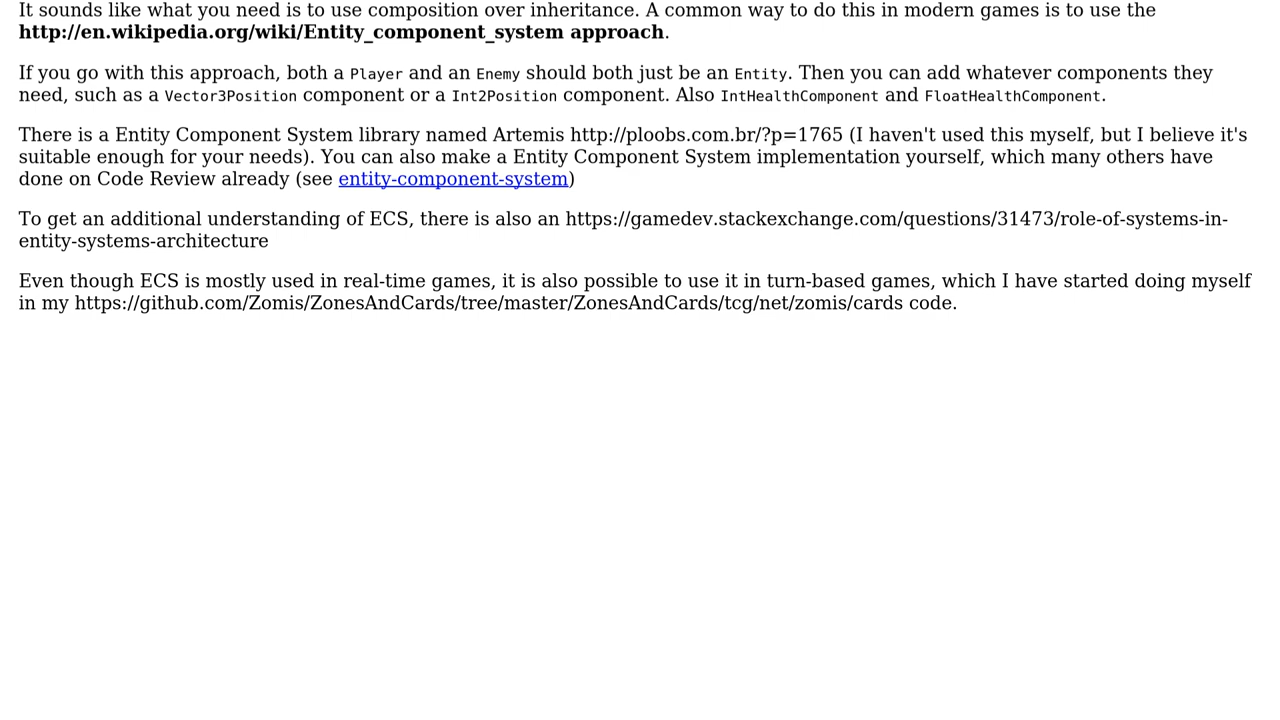 It sounds like what you need is to use composition over inheritance. A common way to do this in modern games is to use the
http://en.wikipedia.org/wiki/Entity_component_system approach.
If you go with this approach, both a Player and an Enemy should both just be an Entity. Then you can add whatever components they
need, such as a Vector3Position component or a Int2Position component. Also IntHealthComponent and FloatHealthComponent.
There is a Entity Component System library named Artemis http://ploobs.com.br/?p=1765 (I haven't used this myself, but I believe it's
suitable enough for your needs). You can also make a Entity Component System implementation yourself, which many others have
done on Code Review already (see entity-component-system)
To get an additional understanding of ECS, there is also an https://gamedev.stackexchange.com/questions/31473/role-of-systems-in-
entity-systems-architecture
Even though ECS is mostly used in real-time games, it is also possible to use it in turn-based games, which I have started doing myself
in my https://github.com/Zomis/ZonesAndCards/tree/master/ZonesAndCards/tcg/net/zomis/cards code.